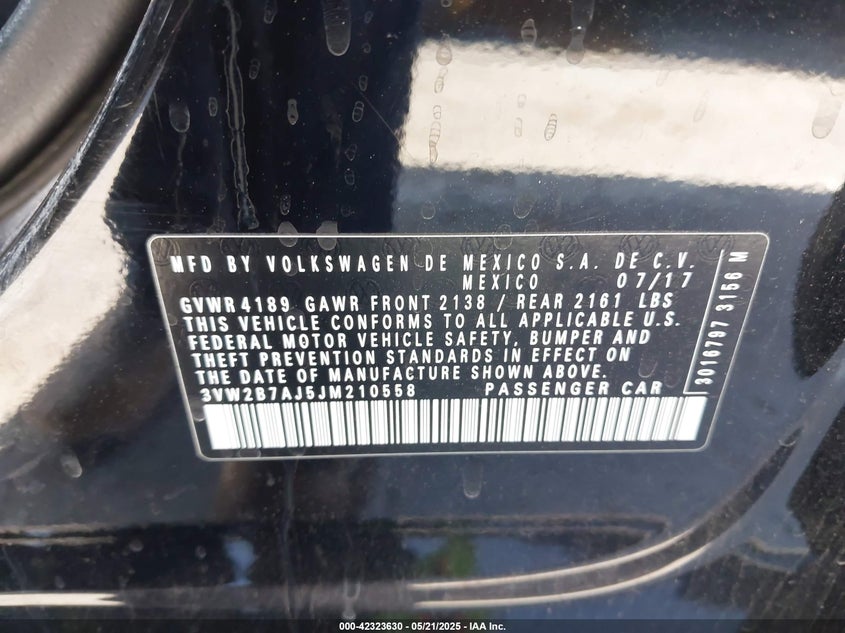 MFD BY VOLKSWAGEN DE MEXICO S.A. DE C.V.
MEXICO 07/17
GVWR 4189 GAWR FRONT 2138 / REAR 2161 LBS
THIS VEHICLE CONFORMS TO ALL APPLICABLE U.S.
FEDERAL MOTOR VEHICLE SAFETY, BUMPER AND
THEFT PREVENTION STANDARDS IN EFFECT ON
THE DATE OF MANUFACTURE SHOWN ABOVE.
3VW2B7AJ5JM210558 PASSENGER CAR
3016797 3156 M
000-42323630 - 05/21/2025 - IAA Inc.